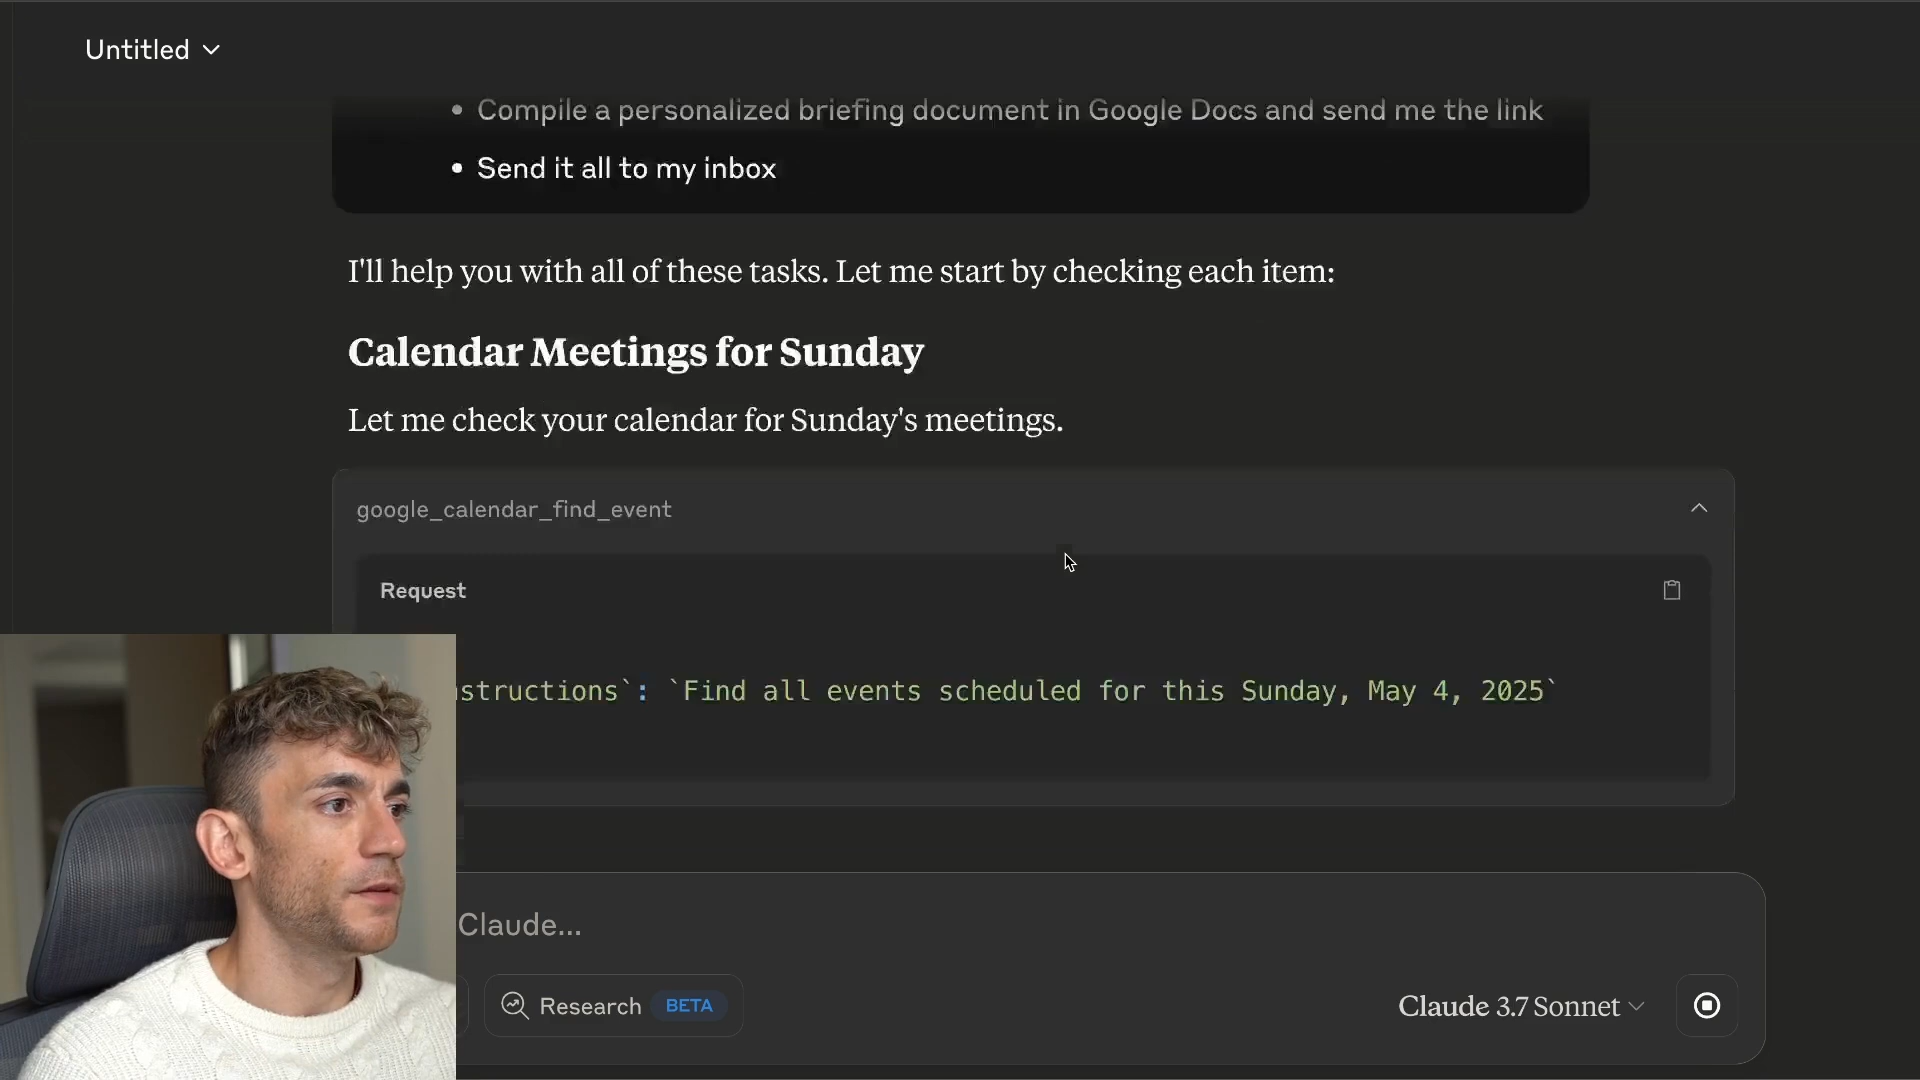 Untitled
Compile a personalized briefing document in Google Docs and send me the link
Send it all to my inbox
I'll help you with all of these tasks. Let me start by checking each item:
Calendar Meetings for Sunday
Let me check your calendar for Sunday's meetings.
google_calendar_find_event
Request
nstructions`: `Find all events scheduled for this Sunday, May 4, 2025`
Claude...
Research BETA
Claude 3.7 Sonnet